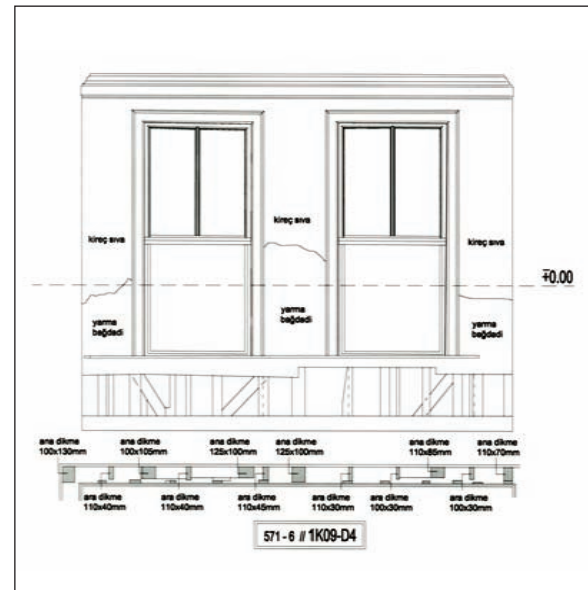 kireç sıva
kireç sıva
kireç sıva
∓0.00
yarma
bağdadi
yarma
bağdadi
yarma
bağdadi
ana dikme
100x130mm
ana dikme
100x105mm
ana dikme
125x100mm
ana dikme
125x100mm
ana dikme
110x85mm
ana dikme
110x70mm
ara dikme
110x40mm
ara dikme
110x40mm
ara dikme
110x45mm
ara dikme
110x30mm
ara dikme
100x30mm
ara dikme
100x30mm
571 - 6 // 1K09-D4